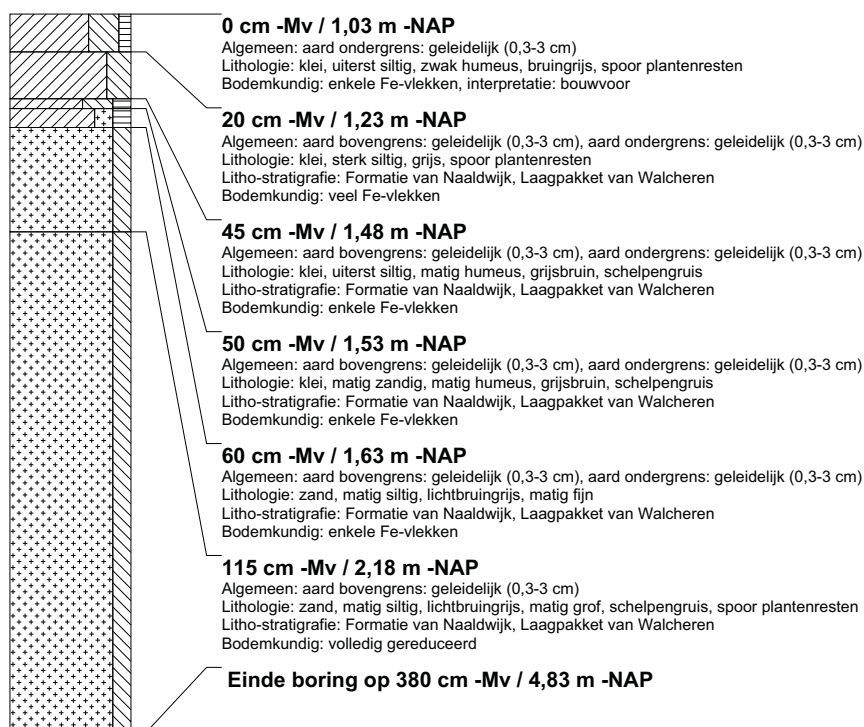 0 cm -Mv / 1,03 m -NAP
Algemeen: aard ondergrens: geleidelijk (0,3-3 cm)
Lithologie: klei, uiterst siltig, zwak humeus, bruingrijs, spoor plantenresten
Bodemkundig: enkele Fe-vlekken, interpretatie: bouwvoor
20 cm -Mv / 1,23 m -NAP
Algemeen: aard bovengrens: geleidelijk (0,3-3 cm), aard ondergrens: geleidelijk (0,3-3 cm)
Lithologie: klei, sterk siltig, grijs, spoor plantenresten
Litho-stratigrafie: Formatie van Naaldwijk, Laagpakket van Walcheren
Bodemkundig: veel Fe-vlekken
45 cm -Mv / 1,48 m -NAP
Algemeen: aard bovengrens: geleidelijk (0,3-3 cm), aard ondergrens: geleidelijk (0,3-3 cm)
Lithologie: klei, uiterst siltig, matig humeus, grijsbruin, schelpengruis
Litho-stratigrafie: Formatie van Naaldwijk, Laagpakket van Walcheren
Bodemkundig: enkele Fe-vlekken
50 cm -Mv / 1,53 m -NAP
Algemeen: aard bovengrens: geleidelijk (0,3-3 cm), aard ondergrens: geleidelijk (0,3-3 cm)
Lithologie: klei, matig zandig, matig humeus, grijsbruin, schelpengruis
Litho-stratigrafie: Formatie van Naaldwijk, Laagpakket van Walcheren
Bodemkundig: enkele Fe-vlekken
60 cm -Mv / 1,63 m -NAP
Algemeen: aard bovengrens: geleidelijk (0,3-3 cm), aard ondergrens: geleidelijk (0,3-3 cm)
Lithologie: zand, matig siltig, lichtbruingrijs, matig fijn
Litho-stratigrafie: Formatie van Naaldwijk, Laagpakket van Walcheren
Bodemkundig: enkele Fe-vlekken
115 cm -Mv / 2,18 m -NAP
Algemeen: aard bovengrens: geleidelijk (0,3-3 cm)
Lithologie: zand, matig siltig, lichtbruingrijs, matig grof, schelpengruis, spoor plantenresten
Litho-stratigrafie: Formatie van Naaldwijk, Laagpakket van Walcheren
Bodemkundig: volledig gereduceerd
Einde boring op 380 cm -Mv / 4,83 m -NAP